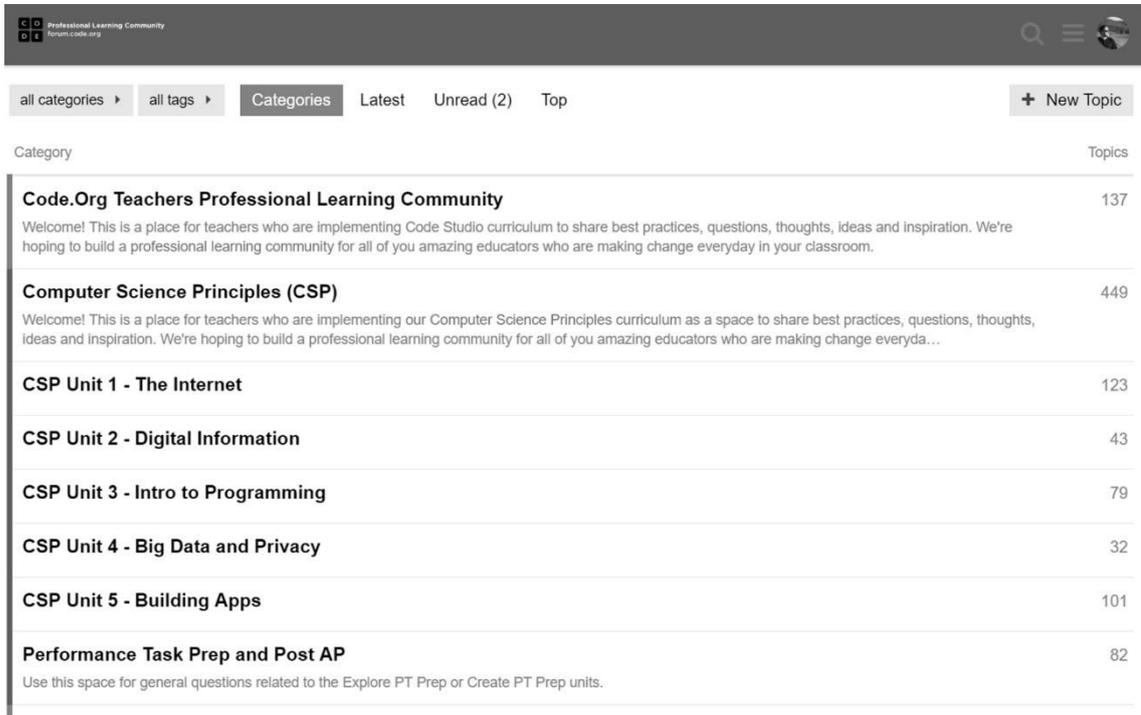 C O Professional Learning Community
D E forum.code.org
all categories all tags Categories Latest Unread (2) Top + New Topic
Category Topics
Code.Org Teachers Professional Learning Community 137
Welcome! This is a place for teachers who are implementing Code Studio curriculum to share best practices, questions, thoughts, ideas and inspiration. We're
hoping to build a professional learning community for all of you amazing educators who are making change everyday in your classroom.
Computer Science Principles (CSP) 449
Welcome! This is a place for teachers who are implementing our Computer Science Principles curriculum as a space to share best practices, questions, thoughts,
ideas and inspiration. We're hoping to build a professional learning community for all of you amazing educators who are making change everyda…
CSP Unit 1 - The Internet 123
CSP Unit 2 - Digital Information 43
CSP Unit 3 - Intro to Programming 79
CSP Unit 4 - Big Data and Privacy 32
CSP Unit 5 - Building Apps 101
Performance Task Prep and Post AP 82
Use this space for general questions related to the Explore PT Prep or Create PT Prep units.